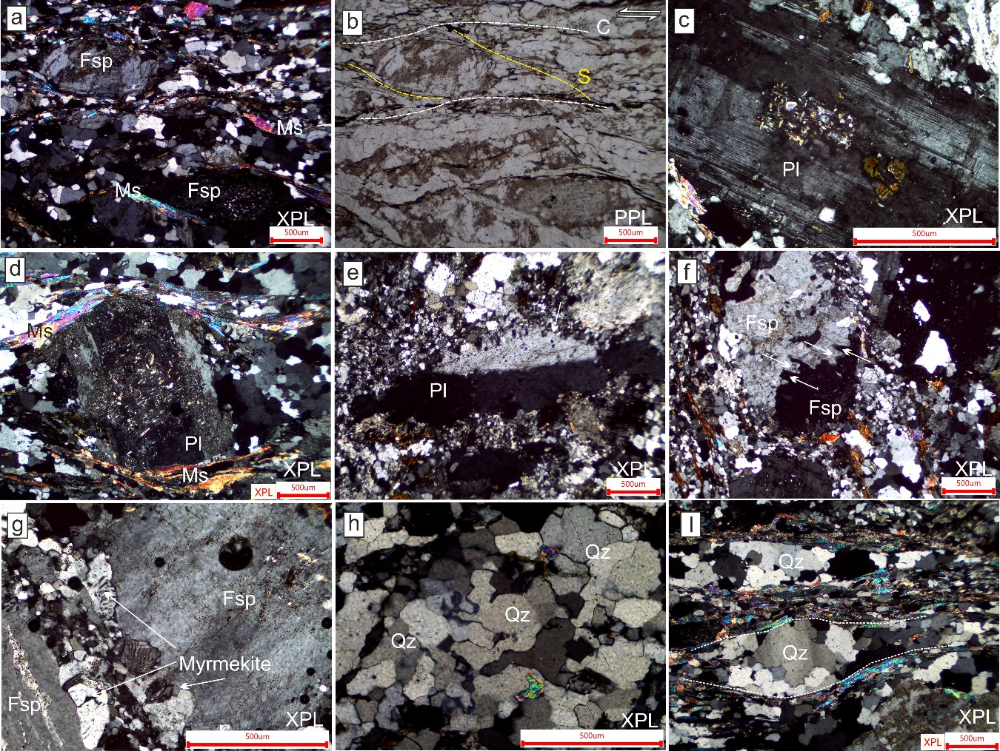 a
Fsp
Ms
Ms
Fsp
XPL
500um
b
C
S
PPL
500um
c
Pl
XPL
500um
d
Ms
Pl
Ms
XPL
XPL
500um
e
Pl
XPL
500um
f
Fsp
Fsp
XPL
500um
g
Fsp
Myrmekite
Fsp
XPL
500um
h
Qz
Qz
Qz
XPL
500um
I
Qz
Qz
XPL
XPL
500um